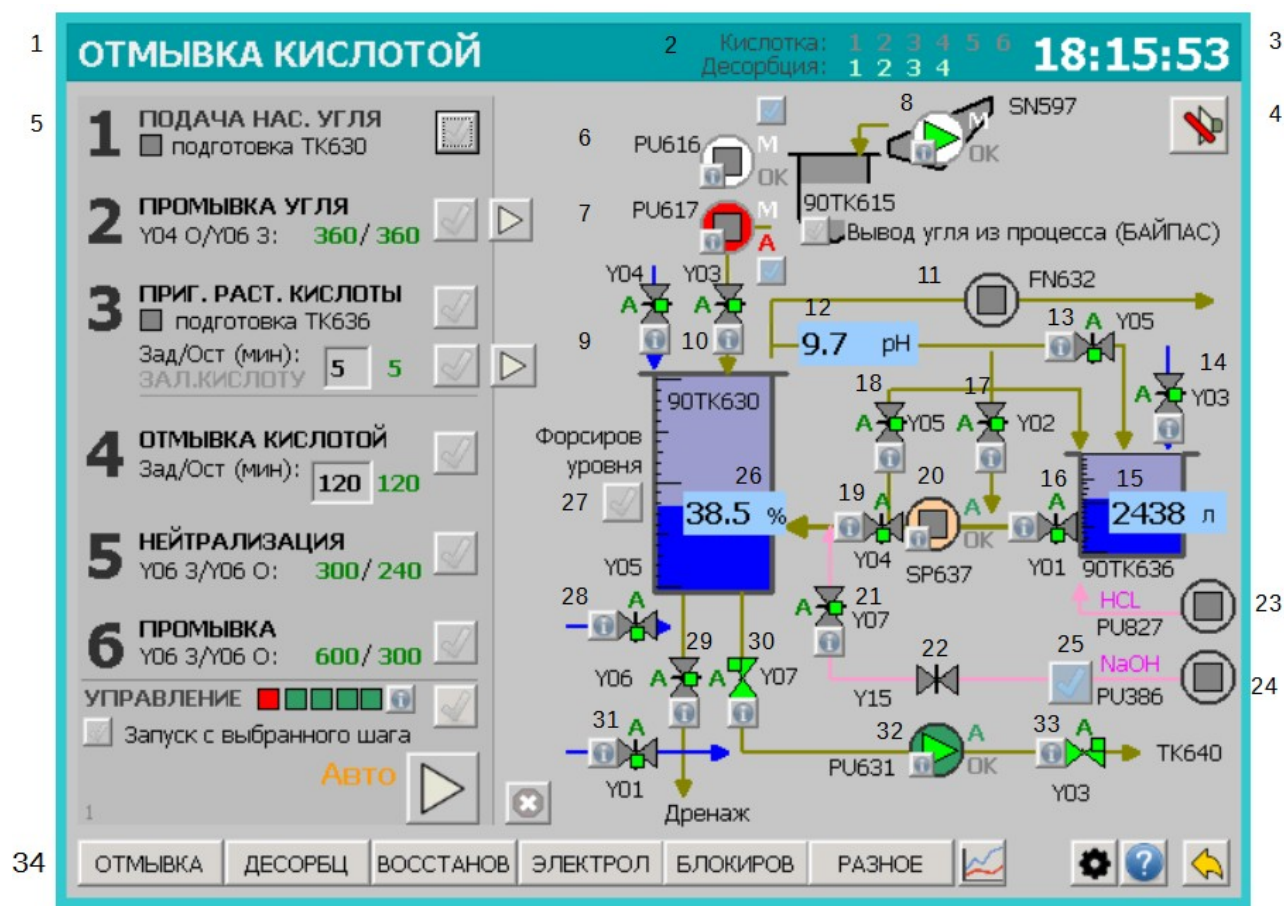 1
ОТМЫВКА КИСЛОТОЙ
2
Кислотка: 1 2 3 4 5 6
Десорбция: 1 2 3 4
18:15:53
3
4
5
1 ПОДАЧА НАС. УГЛЯ
подготовка ТК630
2 ПРОМЫВКА УГЛЯ
Y04 О/Y06 З: 360/ 360
3 ПРИГ. РАСТ. КИСЛОТЫ
подготовка ТК636
Зад/Ост (мин): 5 5
ЗАЛ.КИСЛОТУ
4 ОТМЫВКА КИСЛОТОЙ
Зад/Ост (мин): 120 120
5 НЕЙТРАЛИЗАЦИЯ
Y06 З/Y06 О: 300/ 240
6 ПРОМЫВКА
Y06 З/Y06 О: 600/ 300
УПРАВЛЕНИЕ
Запуск с выбранного шага
Авто
1
6
PU616
M
OK
7
PU617
M
A
8
SN597
M
OK
90ТК615
Вывод угля из процесса (БАЙПАС)
Y04
A
9
Y03
A
10
11
FN632
12
9.7 pH
13
A
Y05
14
A
Y03
90ТК630
Форсиров
уровня
27
26
38.5 %
18
A
Y05
17
A
Y02
19
A
Y04
20
A
OK
SP637
16
A
Y01
15
2438 л
90ТК636
Y05
28
A
29
Y06
A
30
A
Y07
31
A
Y01
Дренаж
21
A
Y07
22
Y15
HCL
PU827
23
25
NaOH
PU386
24
32
PU631
A
OK
33
A
Y03
ТК640
34
ОТМЫВКА
ДЕСОРБЦ
ВОССТАНОВ
ЭЛЕКТРОЛ
БЛОКИРОВ
РАЗНОЕ